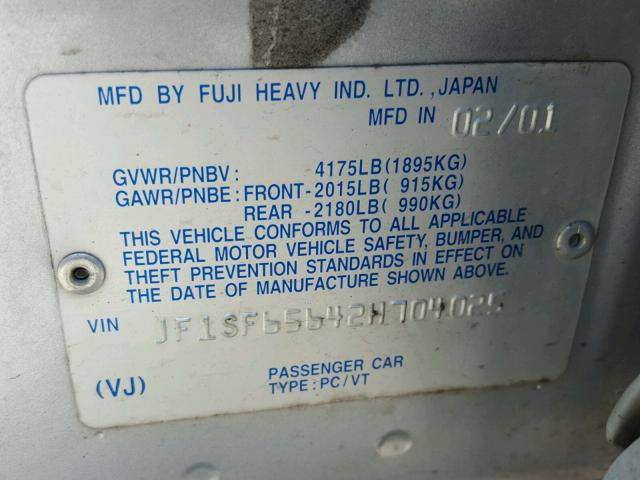 MFD BY FUJI HEAVY IND. LTD. ,JAPAN
MFD IN 02/01
GVWR/PNBV: 4175LB(1895KG)
GAWR/PNBE: FRONT-2015LB( 915KG)
REAR -2180LB( 990KG)
THIS VEHICLE CONFORMS TO ALL APPLICABLE
FEDERAL MOTOR VEHICLE SAFETY, BUMPER, AND
THEFT PREVENTION STANDARDS IN EFFECT ON
THE DATE OF MANUFACTURE SHOWN ABOVE.
VIN JF1SF65642H704025
PASSENGER CAR
(VJ) TYPE:PC/VT